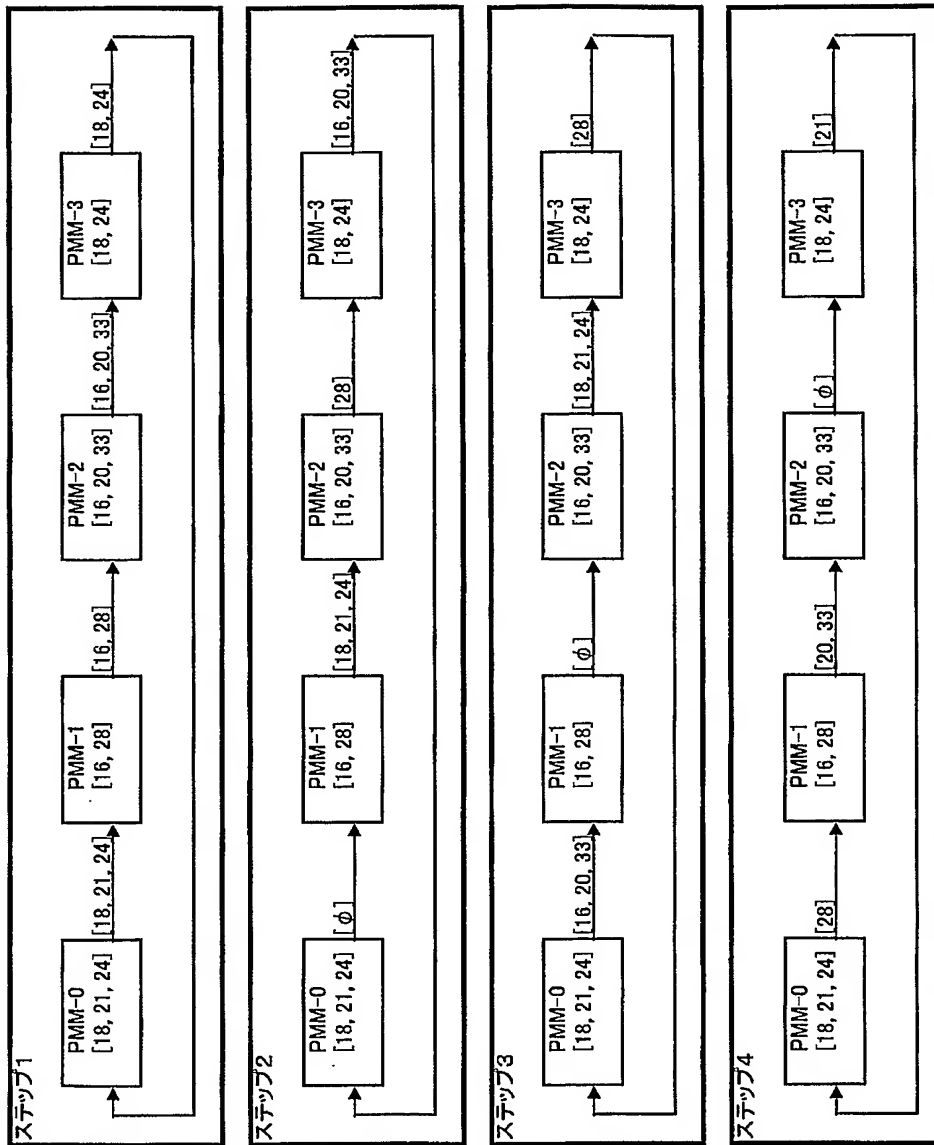 ステップ1
PMM-0
[18, 21, 24]
[18, 21, 24]
PMM-1
[16, 28]
[16, 28]
PMM-2
[16, 20, 33]
[16, 20, 33]
PMM-3
[18, 24]
[18, 24]
ステップ2
PMM-0
[18, 21, 24]
[φ]
PMM-1
[16, 28]
[18, 21, 24]
PMM-2
[16, 20, 33]
[28]
PMM-3
[18, 24]
[16, 20, 33]
ステップ3
PMM-0
[18, 21, 24]
[16, 20, 33]
PMM-1
[16, 28]
[φ]
PMM-2
[16, 20, 33]
[18, 21, 24]
PMM-3
[18, 24]
[28]
ステップ4
PMM-0
[18, 21, 24]
[28]
PMM-1
[16, 28]
[20, 33]
PMM-2
[16, 20, 33]
[φ]
PMM-3
[18, 24]
[21]